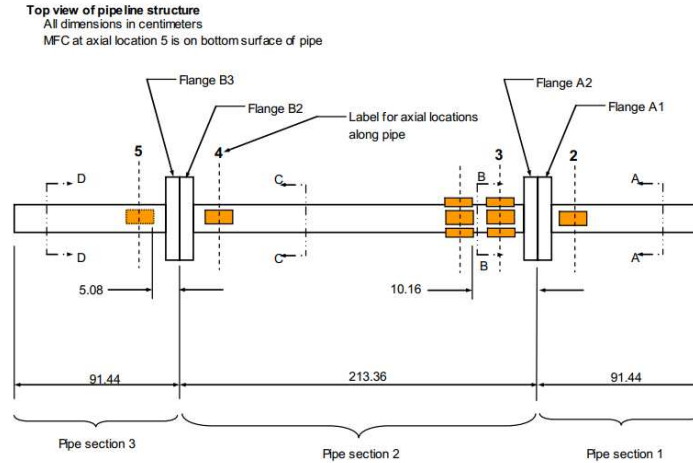 Top view of pipeline structure
All dimensions in centimeters
MFC at axial location 5 is on bottom surface of pipe
Flange B3
Flange A2
Flange B2
Flange A1
Label for axial locations
along pipe
5
4
3
2
D
C
B
A
D
C
B
A
5.08
10.16
91.44
213.36
91.44
Pipe section 3
Pipe section 2
Pipe section 1